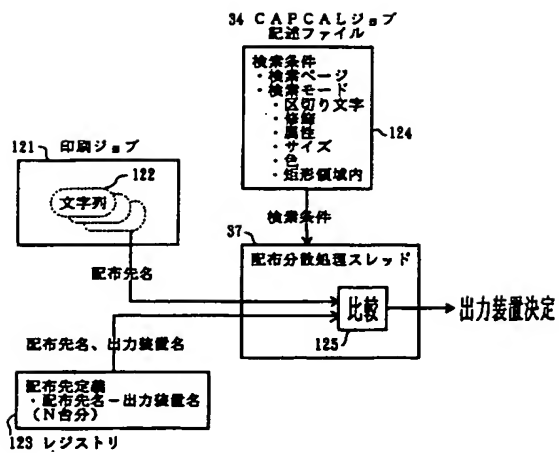 34 CAPCALジョブ
記述ファイル
検索条件
・検索ページ
・検索モード
・区切り文字
・修飾
・属性
・サイズ
・色
・矩形領域内
124
121 印刷ジョブ
122
文字列
検索条件
37
配布先名
配布分散処理スレッド
比較
125
出力装置決定
配布先名、出力装置名
配布先定義
・配布先名－出力装置名
(N台分)
123 レジストリ